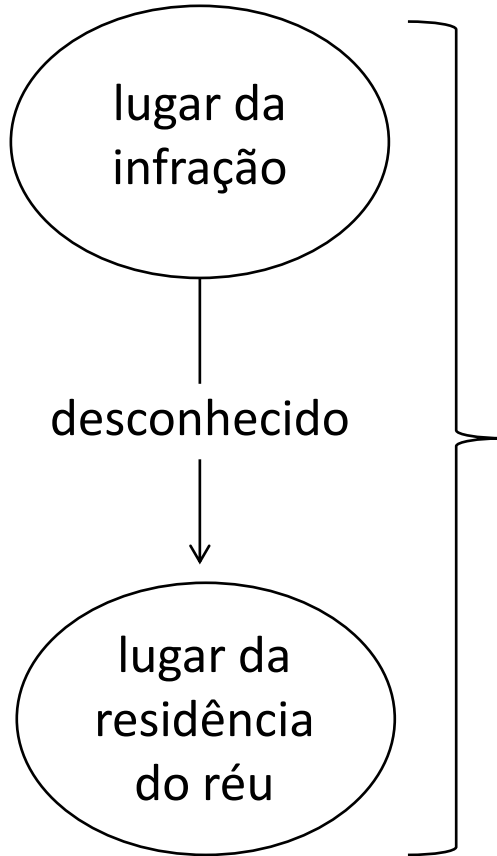 lugar da
infração
desconhecido
lugar da
residência
do réu